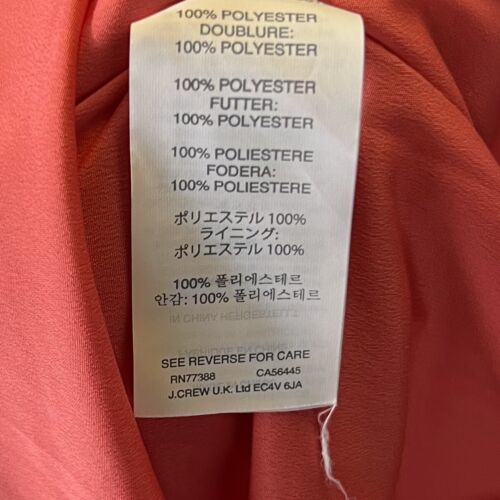 100% POLYESTER
DOUBLURE:
100% POLYESTER
100% POLYESTER
FUTTER:
100% POLYESTER
100% POLIESTERE
FODERA:
100% POLIESTERE
ポリエステル 100%
ライニング:
ポリエステル 100%
100% 폴리에스테르
안감: 100% 폴리에스테르
IN CHINA HERGESTELLT
SEE REVERSE FOR CARE
RN77388 CA56445
J.CREW U.K. Ltd EC4V 6JA